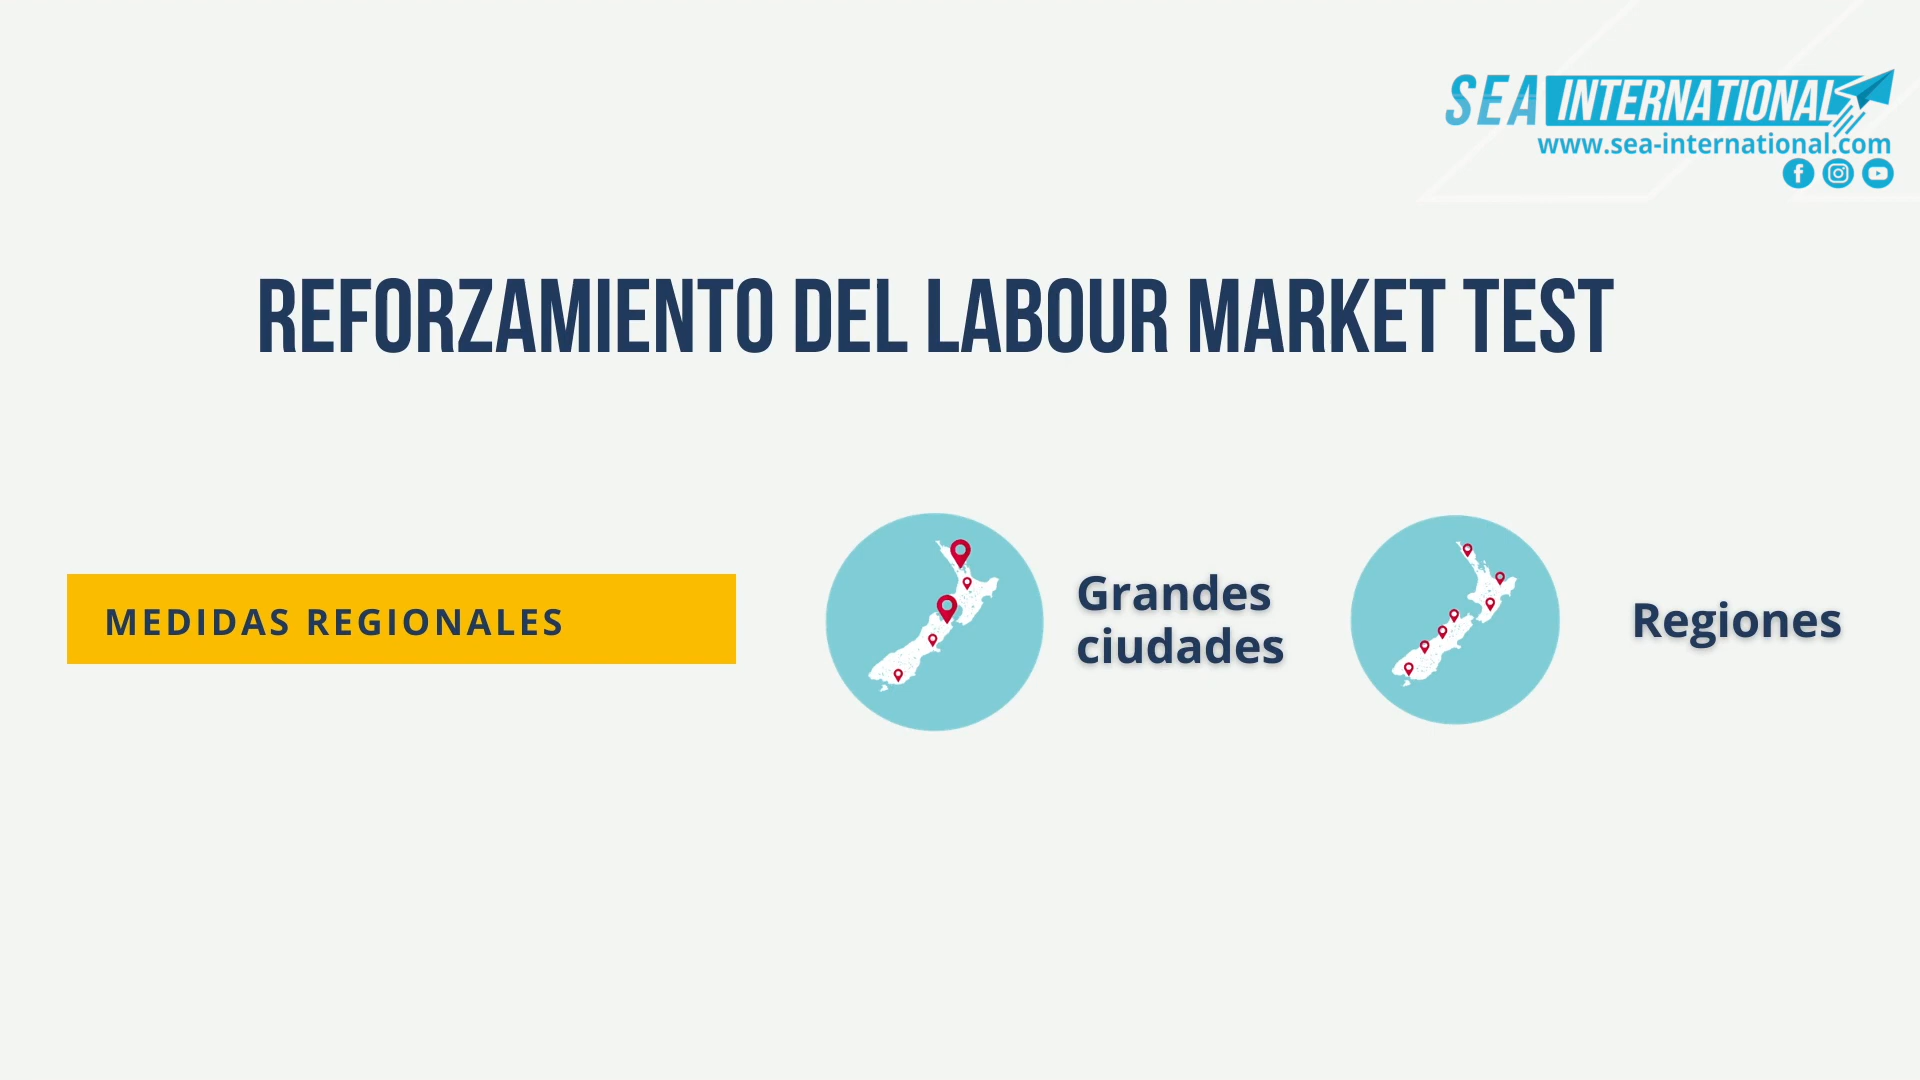 SEA INTERNATIONAL
www.sea-international.com
REFORZAMIENTO DEL LABOUR MARKET TEST
MEDIDAS REGIONALES
Grandes
ciudades
Regiones